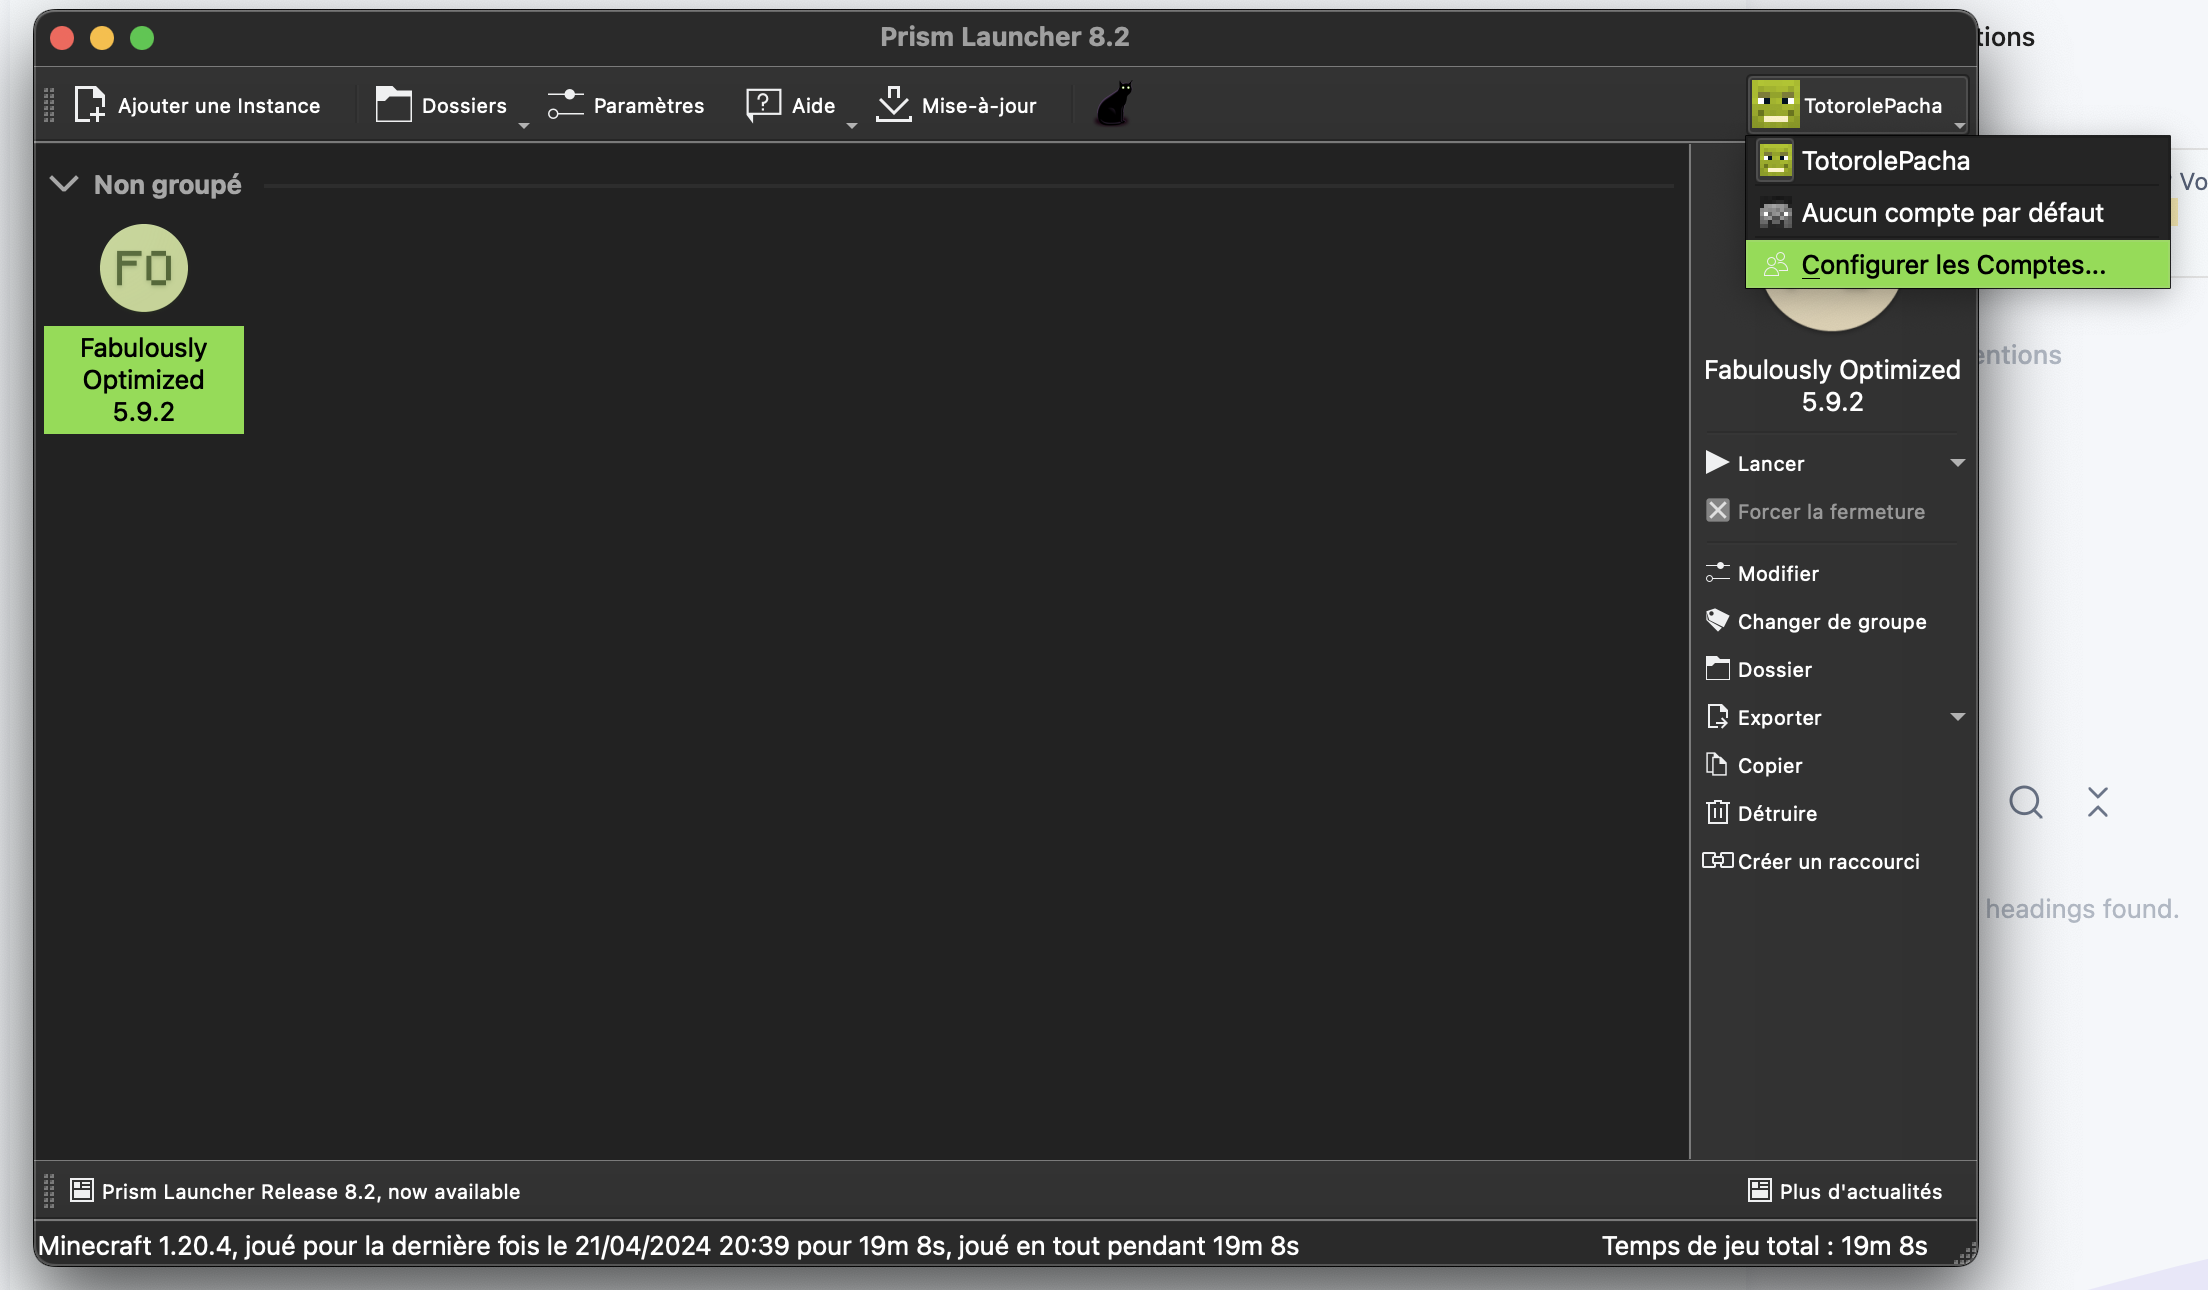 Prism Launcher 8.2
tions
Ajouter une Instance
Dossiers
Paramètres
Aide
Mise-à-jour
TotorolePacha
TotorolePacha
Aucun compte par défaut
Configurer les Comptes...
Vo
Non groupé
FO
Fabulously
Optimized
5.9.2
entions
Fabulously Optimized
5.9.2
Lancer
Forcer la fermeture
Modifier
Changer de groupe
Dossier
Exporter
Copier
Détruire
Créer un raccourci
headings found.
Prism Launcher Release 8.2, now available
Plus d'actualités
Minecraft 1.20.4, joué pour la dernière fois le 21/04/2024 20:39 pour 19m 8s, joué en tout pendant 19m 8s
Temps de jeu total : 19m 8s